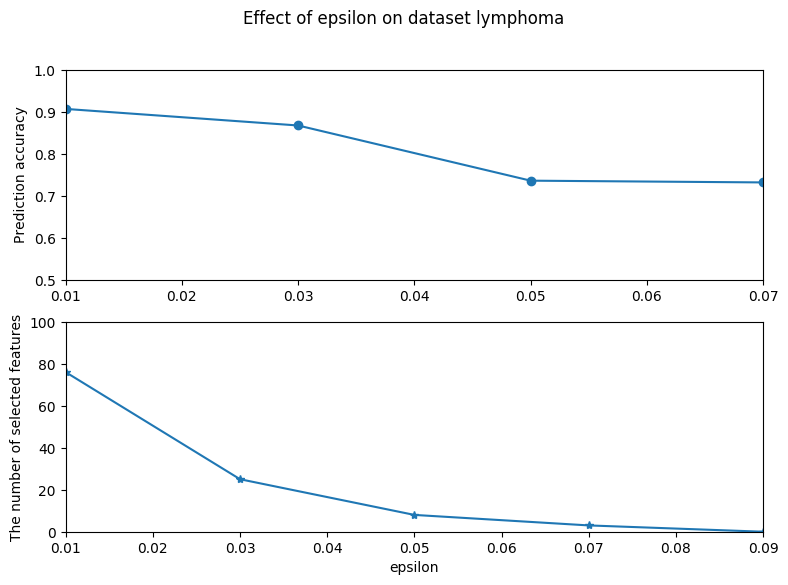 Effect of epsilon on dataset lymphoma
Prediction accuracy
1.0
0.9
0.8
0.7
0.6
0.5
0.01 0.02 0.03 0.04 0.05 0.06 0.07
The number of selected features
100
80
60
40
20
0
0.01 0.02 0.03 0.04 0.05 0.06 0.07 0.08 0.09
epsilon